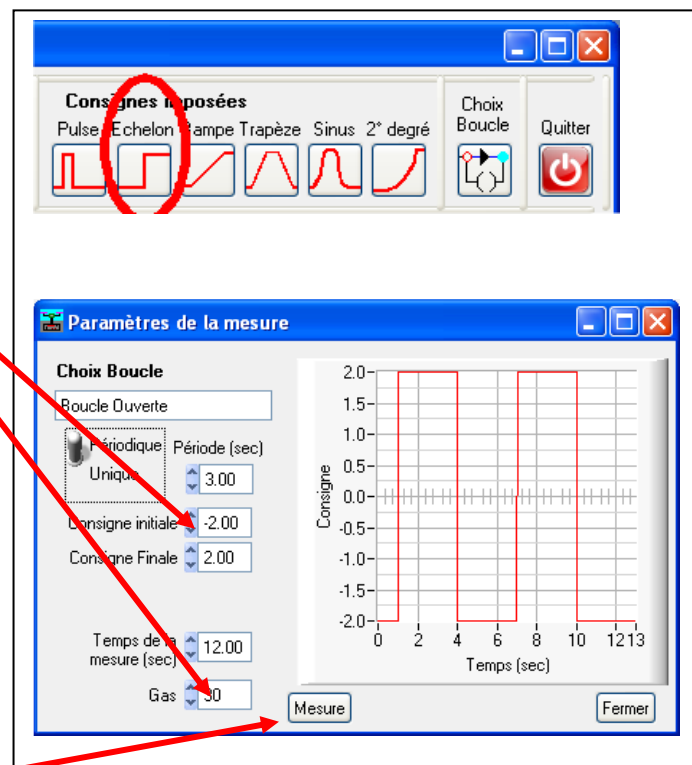 Consignes imposées
Pulse Echelon Rampe Trapèze Sinus 2° degré
Choix
Boucle
Quitter
Paramètres de la mesure
Choix Boucle
Boucle Ouverte
Périodique
Unique
Période (sec)
3.00
Consigne initiale -2.00
Consigne Finale 2.00
Temps de la
mesure (sec)
12.00
Gas 30
Consigne
2.0
1.5
1.0
0.5
0.0
-0.5
-1.0
-1.5
-2.0
0 2 4 6 8 10 12 13
Temps (sec)
Mesure
Fermer